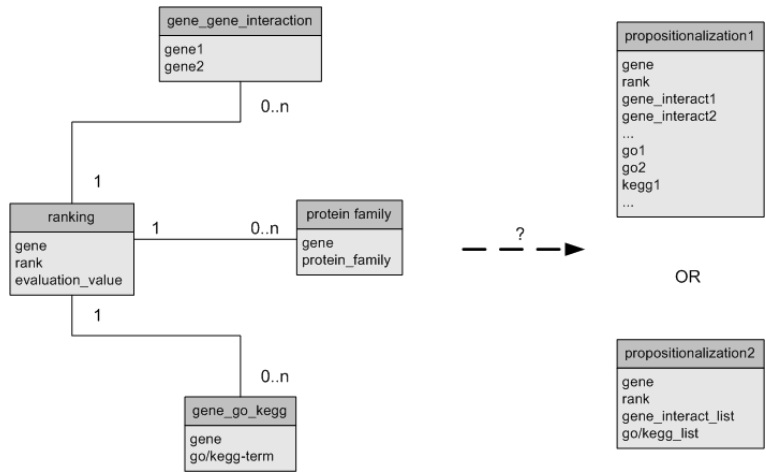 gene_gene_interaction
gene1
gene2
0..n
1
ranking
gene
rank
evaluation_value
1
0..n
protein family
gene
protein_family
1
0..n
gene_go_kegg
gene
go/kegg-term
?
propositionalization1
gene
rank
gene_interact1
gene_interact2
...
go1
go2
kegg1
...
OR
propositionalization2
gene
rank
gene_interact_list
go/kegg_list